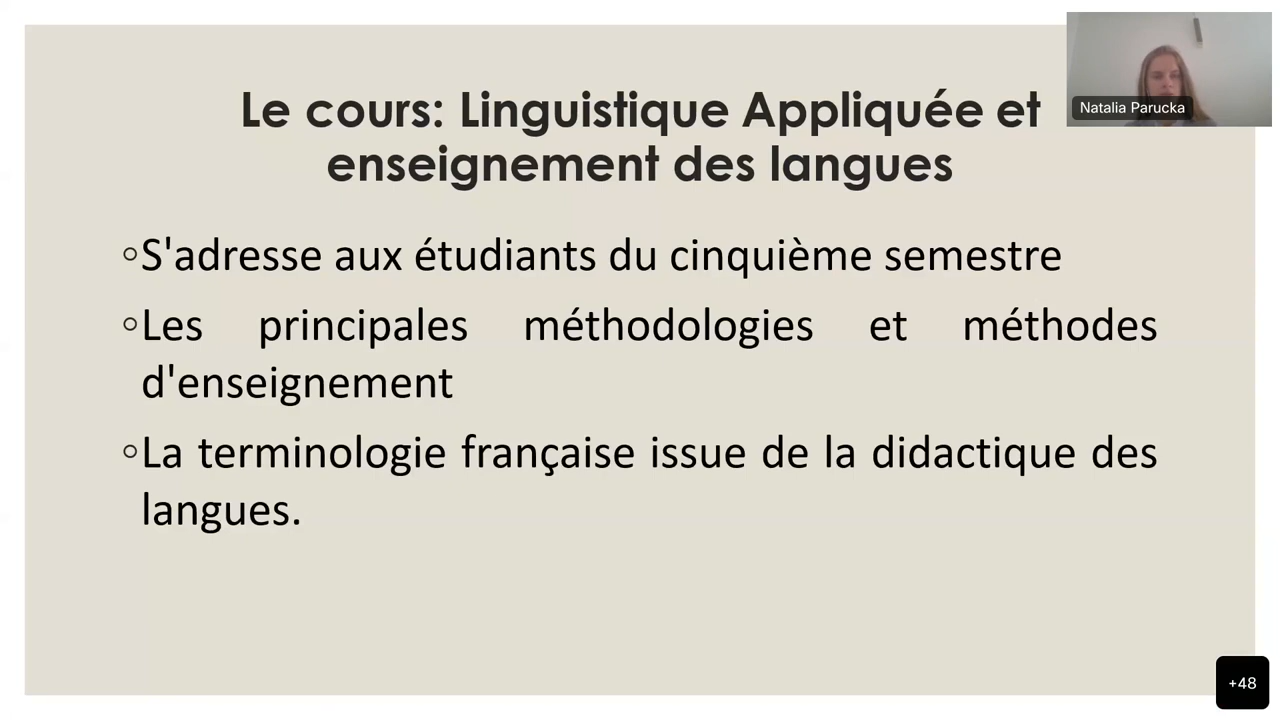 Le cours: Linguistique Appliquée et
enseignement des langues
Natalia Parucka
◦S'adresse aux étudiants du cinquième semestre
◦Les principales méthodologies et méthodes
d'enseignement
◦La terminologie française issue de la didactique des
langues.
+48